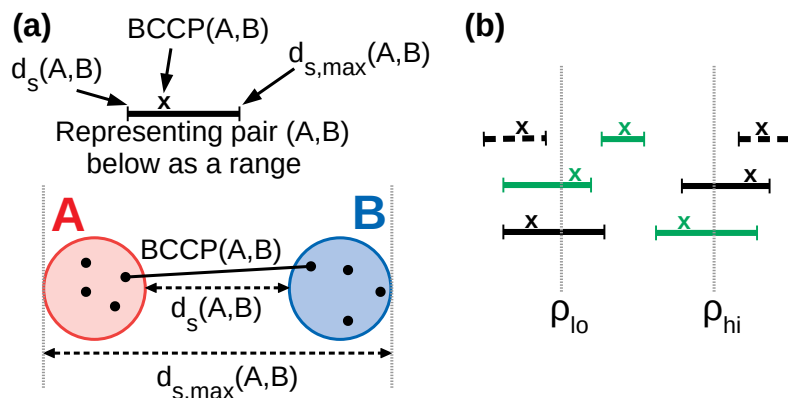 (a)
BCCP(A,B)
d_s(A,B)
d_s,max(A,B)
x
Representing pair (A,B)
below as a range
A
B
BCCP(A,B)
d_s(A,B)
d_s,max(A,B)
(b)
x x x
x x
x x
ρ_lo
ρ_hi